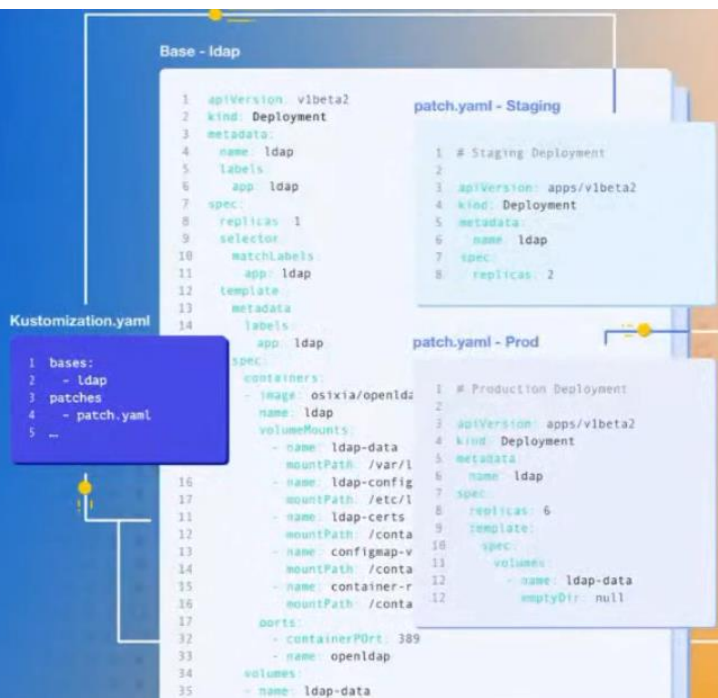 Base - ldap
1 apiVersion: v1beta2
2 kind: Deployment
3 metadata:
4 name: ldap
5 labels:
6 app: ldap
7 spec:
8 replicas: 1
9 selector:
10 matchLabels:
11 app: ldap
12 template:
13 metadata
14 labels:
app: ldap
spec:
containers:
- image: osixia/openlda
name: ldap
volumeMounts:
- name: ldap-data
mountPath: /var/l
16 - name: ldap-config
17 mountPath: /etc/l
11 - name: ldap-certs
12 mountPath: /conta
13 - name: configmap-v
14 mountPath: /conta
15 - name: container-r
16 mountPath: /conta
17 ports:
32 - containerPOrt: 389
33 - name: openldap
34 volumes:
35 - name: ldap-data
patch.yaml - Staging
1 # Staging Deployment
2
3 apiVersion: apps/v1beta2
4 kind: Deployment
5 metadata:
6 name: ldap
7 spec:
8 replicas: 2
Kustomization.yaml
1 bases:
2 - ldap
3 patches
4 - patch.yaml
5 …
patch.yaml - Prod
1 # Production Deployment
2
3 apiVersion: apps/v1beta2
4 kind: Deployment
5 metadata:
6 name: ldap
7 spec:
8 replicas: 6
9 template:
10 spec:
11 volumes:
12 - name: ldap-data
12 emptyDir: null